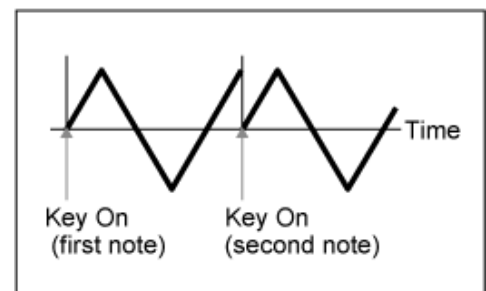 Time
Key On
(first note)
Key On
(second note)